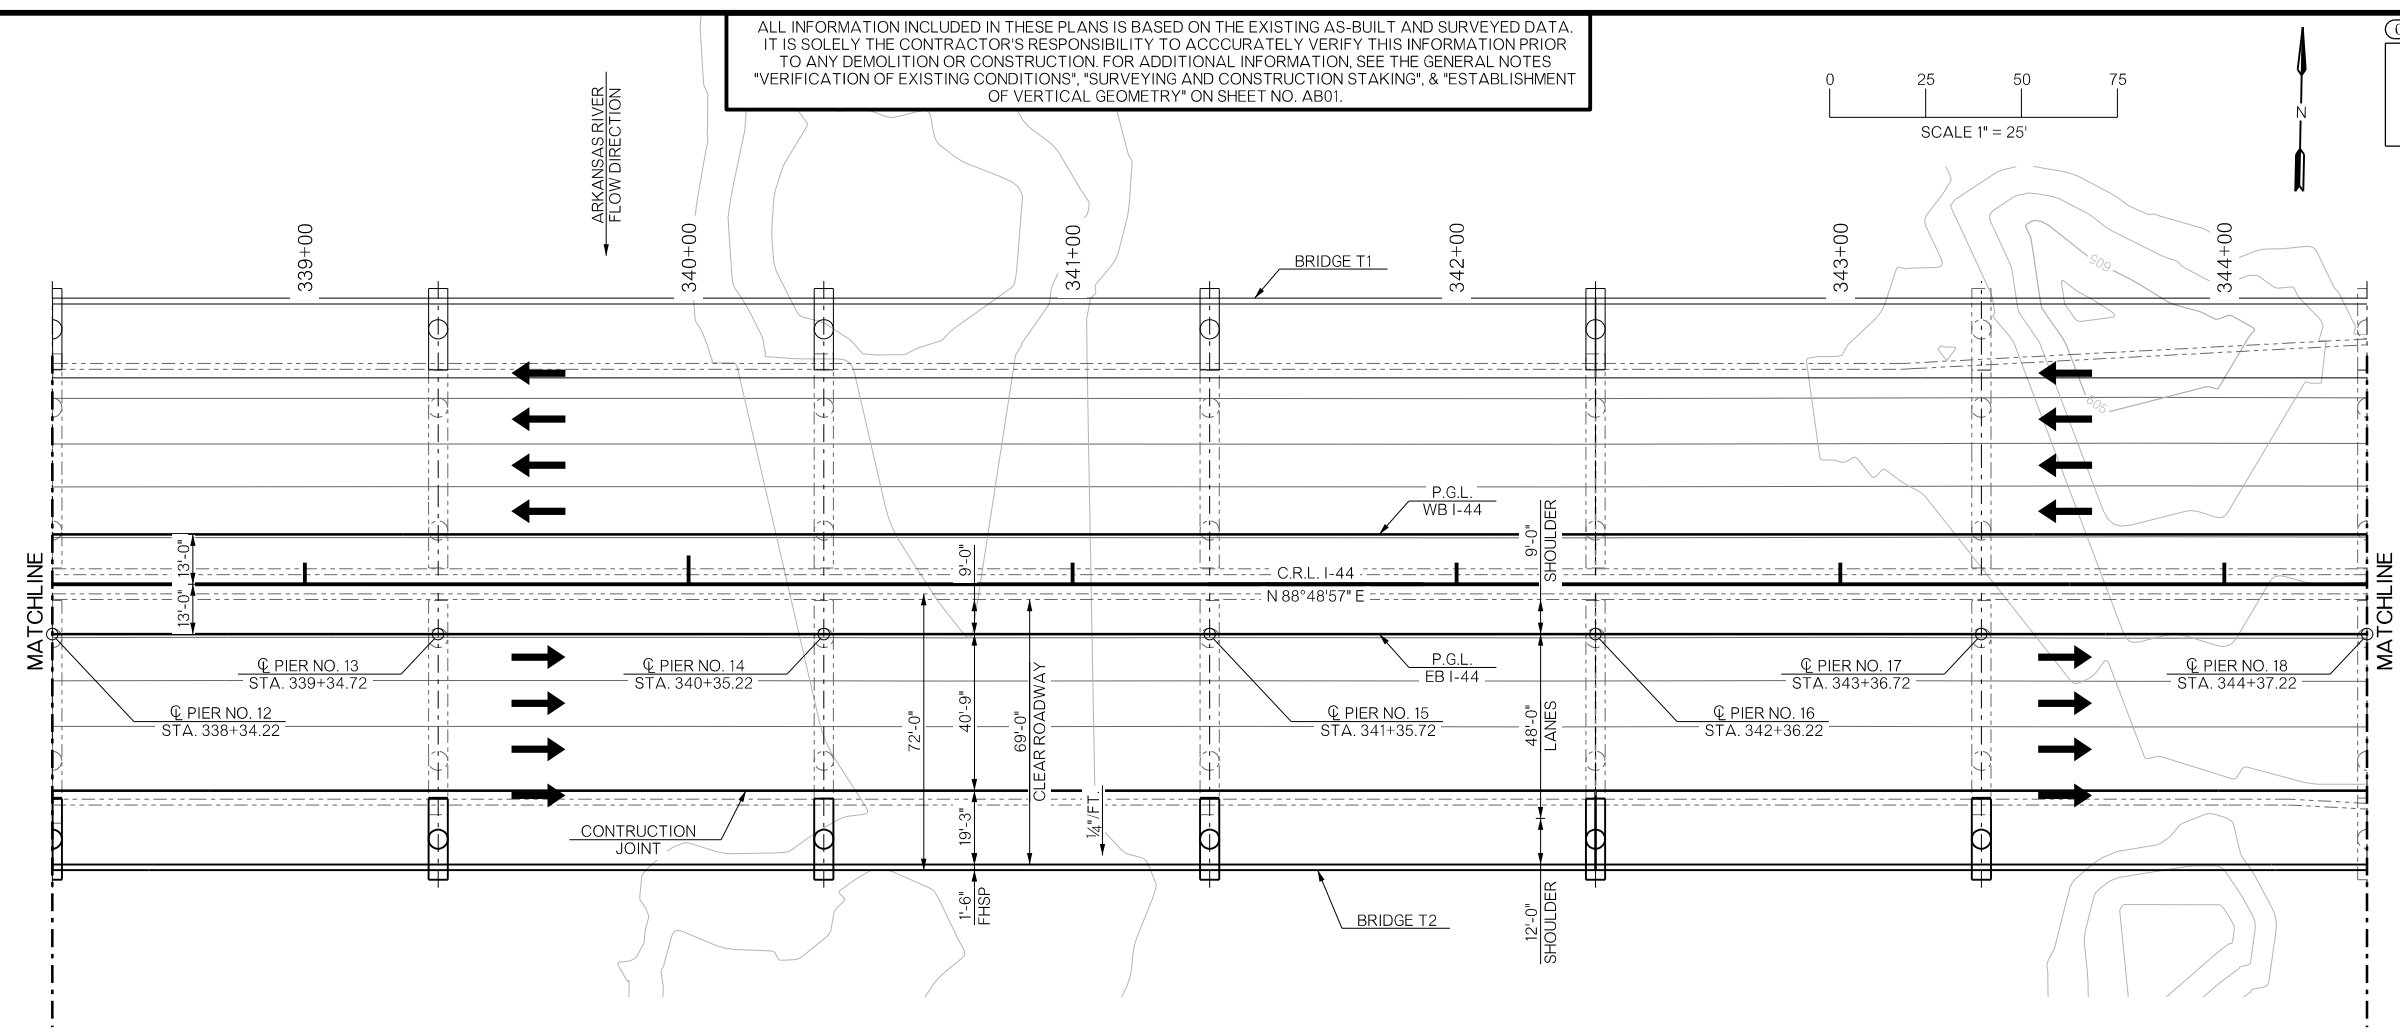 ALL INFORMATION INCLUDED IN THESE PLANS IS BASED ON THE EXISTING AS-BUILT AND SURVEYED DATA.
IT IS SOLELY THE CONTRACTOR'S RESPONSIBILITY TO ACCCURATELY VERIFY THIS INFORMATION PRIOR
TO ANY DEMOLITION OR CONSTRUCTION. FOR ADDITIONAL INFORMATION, SEE THE GENERAL NOTES
"VERIFICATION OF EXISTING CONDITIONS", "SURVEYING AND CONSTRUCTION STAKING", & "ESTABLISHMENT
OF VERTICAL GEOMETRY" ON SHEET NO. AB01.
0 25 50 75
SCALE 1" = 25'
N
ARKANSAS RIVER
FLOW DIRECTION
339+00
340+00
341+00
342+00
343+00
344+00
BRIDGE T1
605
605
P.G.L.
WB I-44
9'-0"
SHOULDER
13'-0"
13'-0"
9'-0"
C.R.L. I-44
N 88°48'57" E
MATCHLINE
MATCHLINE
℄ PIER NO. 13
STA. 339+34.72
℄ PIER NO. 14
STA. 340+35.22
P.G.L.
EB I-44
℄ PIER NO. 17
STA. 343+36.72
℄ PIER NO. 18
STA. 344+37.22
℄ PIER NO. 12
STA. 338+34.22
℄ PIER NO. 15
STA. 341+35.72
℄ PIER NO. 16
STA. 342+36.22
72'-0"
40'-9"
69'-0"
CLEAR ROADWAY
48'-0"
LANES
CONTRUCTION
JOINT
19'-3"
¼"/FT.
1'-6"
FHSP
BRIDGE T2
12'-0"
SHOULDER